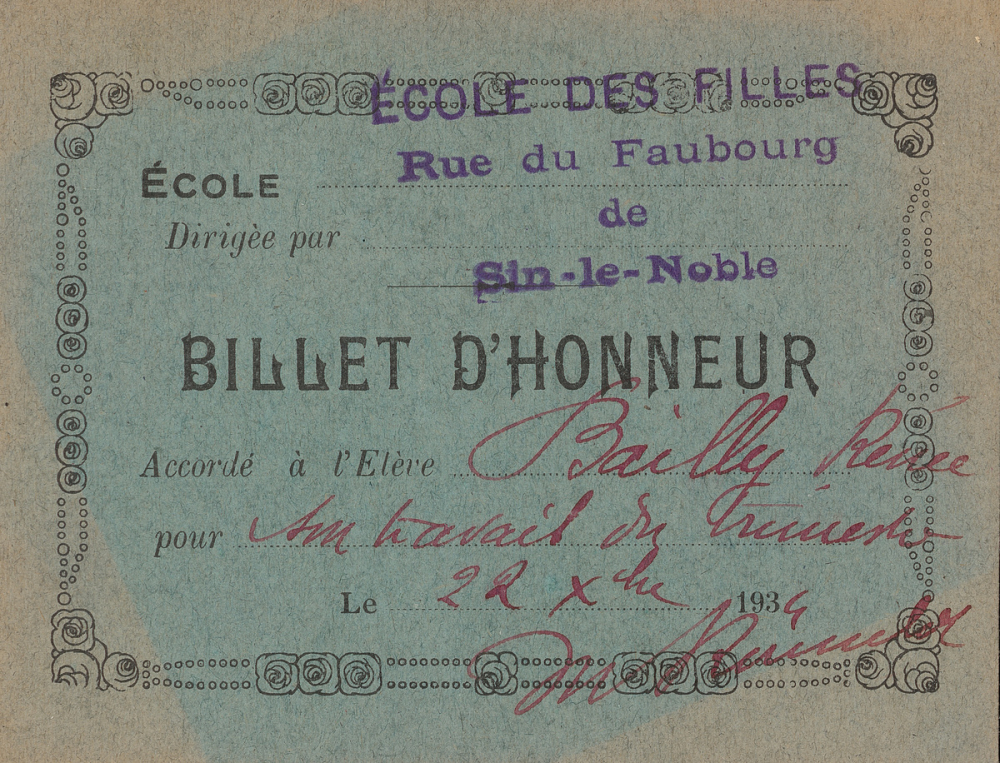 ÉCOLE DES FILLES
Rue du Faubourg
ÉCOLE
de
Dirigèe par
Sin-le-Noble
BILLET D'HONNEUR
Accordé à l'Elève Bailly Renée
pour son travail du trimestre
Le 22 Xbre 1934